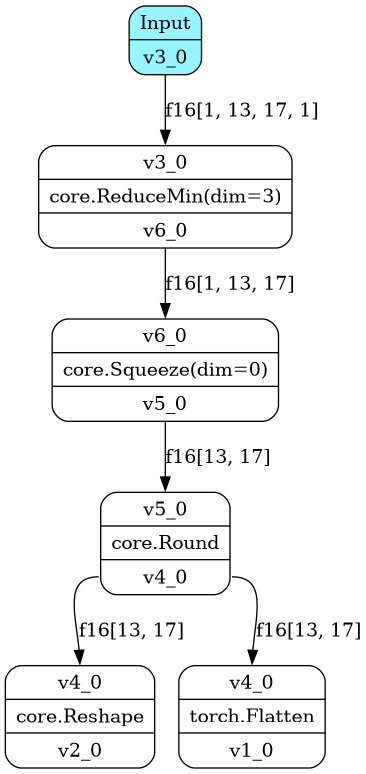 Input
v3_0
f16[1, 13, 17, 1]
v3_0
core.ReduceMin(dim=3)
v6_0
f16[1, 13, 17]
v6_0
core.Squeeze(dim=0)
v5_0
f16[13, 17]
v5_0
core.Round
v4_0
f16[13, 17]
f16[13, 17]
v4_0
core.Reshape
v2_0
v4_0
torch.Flatten
v1_0